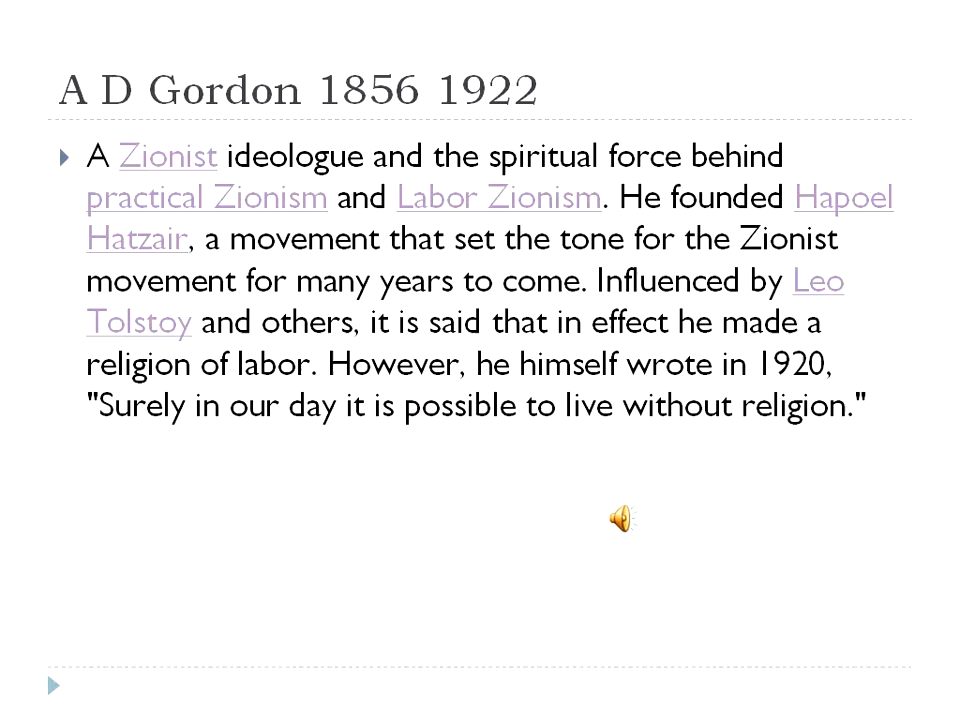 A D Gordon 1856 1922
A Zionist ideologue and the spiritual force behind
practical Zionism and Labor Zionism. He founded Hapoel
Hatzair, a movement that set the tone for the Zionist
movement for many years to come. Influenced by Leo
Tolstoy and others, it is said that in effect he made a
religion of labor. However, he himself wrote in 1920,
"Surely in our day it is possible to live without religion."